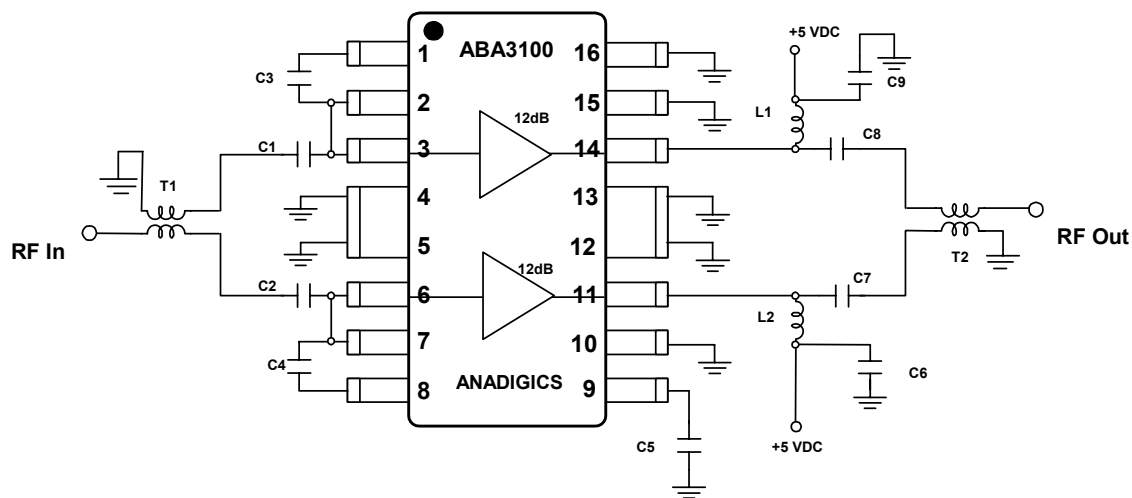 ABA3100
ANADIGICS
1
2
3
4
5
6
7
8
16
15
14
13
12
11
10
9
12dB
12dB
C3
C1
T1
RF In
C2
C4
+5 VDC
C9
L1
C8
RF Out
T2
C7
L2
C6
C5
+5 VDC